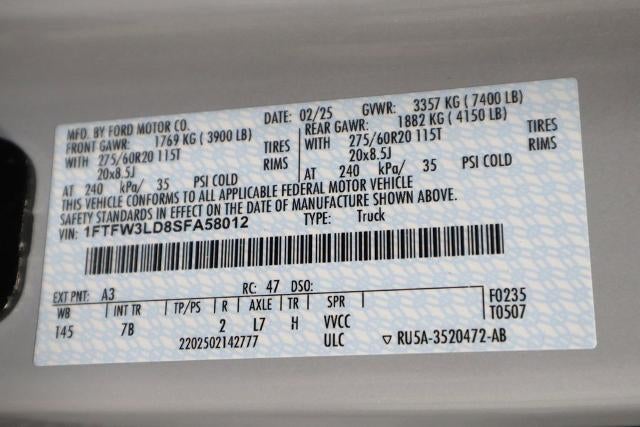 MFD. BY FORD MOTOR CO. DATE: 02/25 GVWR: 3357 KG ( 7400 LB)
FRONT GAWR: 1769 KG ( 3900 LB) REAR GAWR: 1882 KG ( 4150 LB)
WITH 275/60R20 115T TIRES WITH 275/60R20 115T TIRES
20x8.5J RIMS 20x8.5J RIMS
AT 240 kPa/ 35 PSI COLD AT 240 kPa/ 35 PSI COLD
THIS VEHICLE CONFORMS TO ALL APPLICABLE FEDERAL MOTOR VEHICLE
SAFETY STANDARDS IN EFFECT ON THE DATE OF MANUFACTURE SHOWN ABOVE.
VIN: 1FTFW3LD8SFA58012 TYPE: Truck
EXT PNT: A3 RC: 47 DSO:
WB INT TR TP/PS R AXLE TR SPR F0235
145 7B 2 L7 H VVCC T0507
2202502142777 ULC ▽ RU5A-3520472-AB